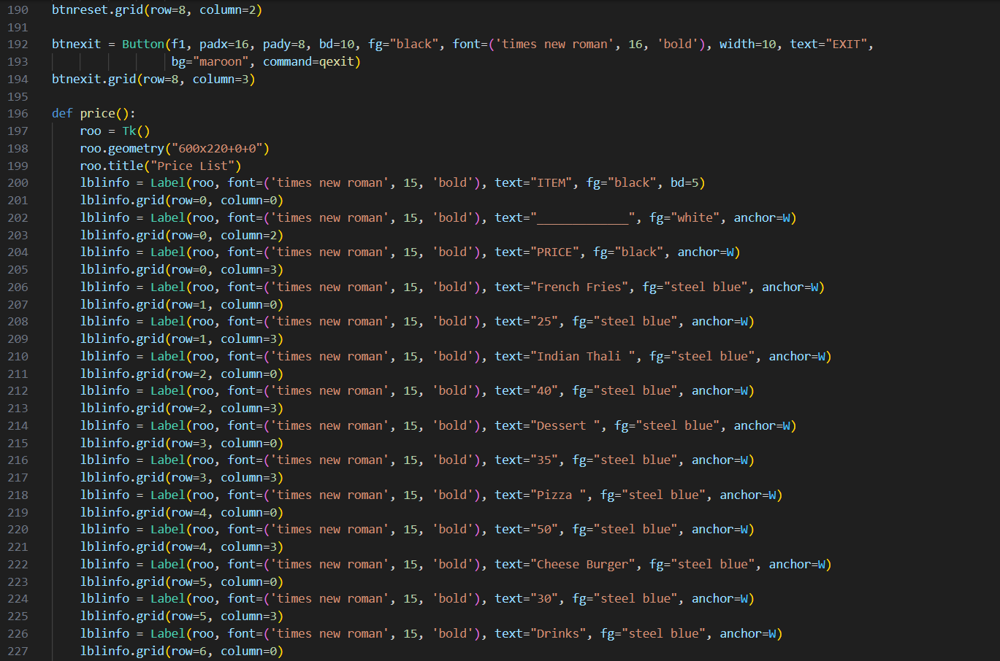 190 btnreset.grid(row=8, column=2)
191
192 btnexit = Button(f1, padx=16, pady=8, bd=10, fg="black", font=('times new roman', 16, 'bold'), width=10, text="EXIT",
193                  bg="maroon", command=qexit)
194 btnexit.grid(row=8, column=3)
195
196 def price():
197     roo = Tk()
198     roo.geometry("600x220+0+0")
199     roo.title("Price List")
200     lblinfo = Label(roo, font=('times new roman', 15, 'bold'), text="ITEM", fg="black", bd=5)
201     lblinfo.grid(row=0, column=0)
202     lblinfo = Label(roo, font=('times new roman', 15, 'bold'), text="_____________", fg="white", anchor=W)
203     lblinfo.grid(row=0, column=2)
204     lblinfo = Label(roo, font=('times new roman', 15, 'bold'), text="PRICE", fg="black", anchor=W)
205     lblinfo.grid(row=0, column=3)
206     lblinfo = Label(roo, font=('times new roman', 15, 'bold'), text="French Fries", fg="steel blue", anchor=W)
207     lblinfo.grid(row=1, column=0)
208     lblinfo = Label(roo, font=('times new roman', 15, 'bold'), text="25", fg="steel blue", anchor=W)
209     lblinfo.grid(row=1, column=3)
210     lblinfo = Label(roo, font=('times new roman', 15, 'bold'), text="Indian Thali ", fg="steel blue", anchor=W)
211     lblinfo.grid(row=2, column=0)
212     lblinfo = Label(roo, font=('times new roman', 15, 'bold'), text="40", fg="steel blue", anchor=W)
213     lblinfo.grid(row=2, column=3)
214     lblinfo = Label(roo, font=('times new roman', 15, 'bold'), text="Dessert ", fg="steel blue", anchor=W)
215     lblinfo.grid(row=3, column=0)
216     lblinfo = Label(roo, font=('times new roman', 15, 'bold'), text="35", fg="steel blue", anchor=W)
217     lblinfo.grid(row=3, column=3)
218     lblinfo = Label(roo, font=('times new roman', 15, 'bold'), text="Pizza ", fg="steel blue", anchor=W)
219     lblinfo.grid(row=4, column=0)
220     lblinfo = Label(roo, font=('times new roman', 15, 'bold'), text="50", fg="steel blue", anchor=W)
221     lblinfo.grid(row=4, column=3)
222     lblinfo = Label(roo, font=('times new roman', 15, 'bold'), text="Cheese Burger", fg="steel blue", anchor=W)
223     lblinfo.grid(row=5, column=0)
224     lblinfo = Label(roo, font=('times new roman', 15, 'bold'), text="30", fg="steel blue", anchor=W)
225     lblinfo.grid(row=5, column=3)
226     lblinfo = Label(roo, font=('times new roman', 15, 'bold'), text="Drinks", fg="steel blue", anchor=W)
227     lblinfo.grid(row=6, column=0)